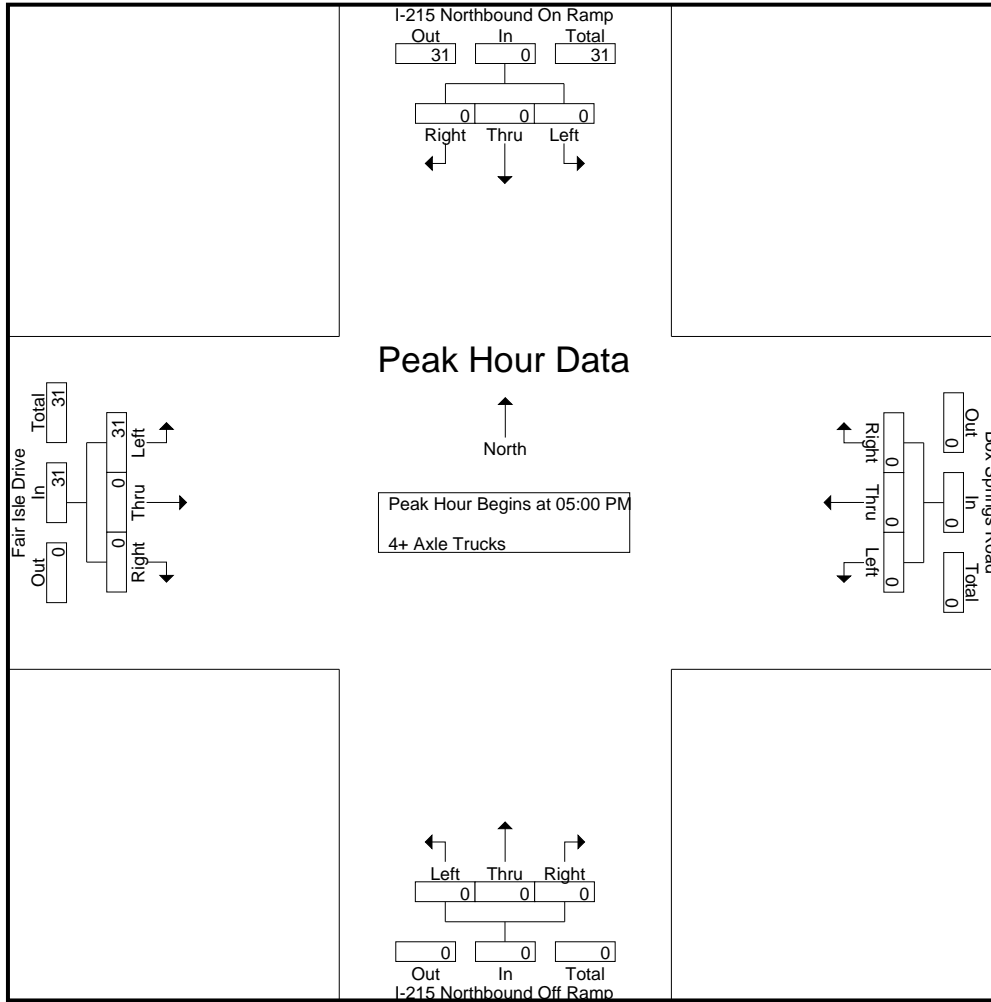 I-215 Northbound On Ramp
Out In Total
31 0 31
0 0 0
Right Thru Left
Peak Hour Data
North
Peak Hour Begins at 05:00 PM
4+ Axle Trucks
Fair Isle Drive
Out In Total
0 31 31
Right Thru Left
0 0 31
Box Springs Road
Out In Total
0 0 0
Right Thru Left
0 0 0
Left Thru Right
0 0 0
0 0 0
Out In Total
I-215 Northbound Off Ramp